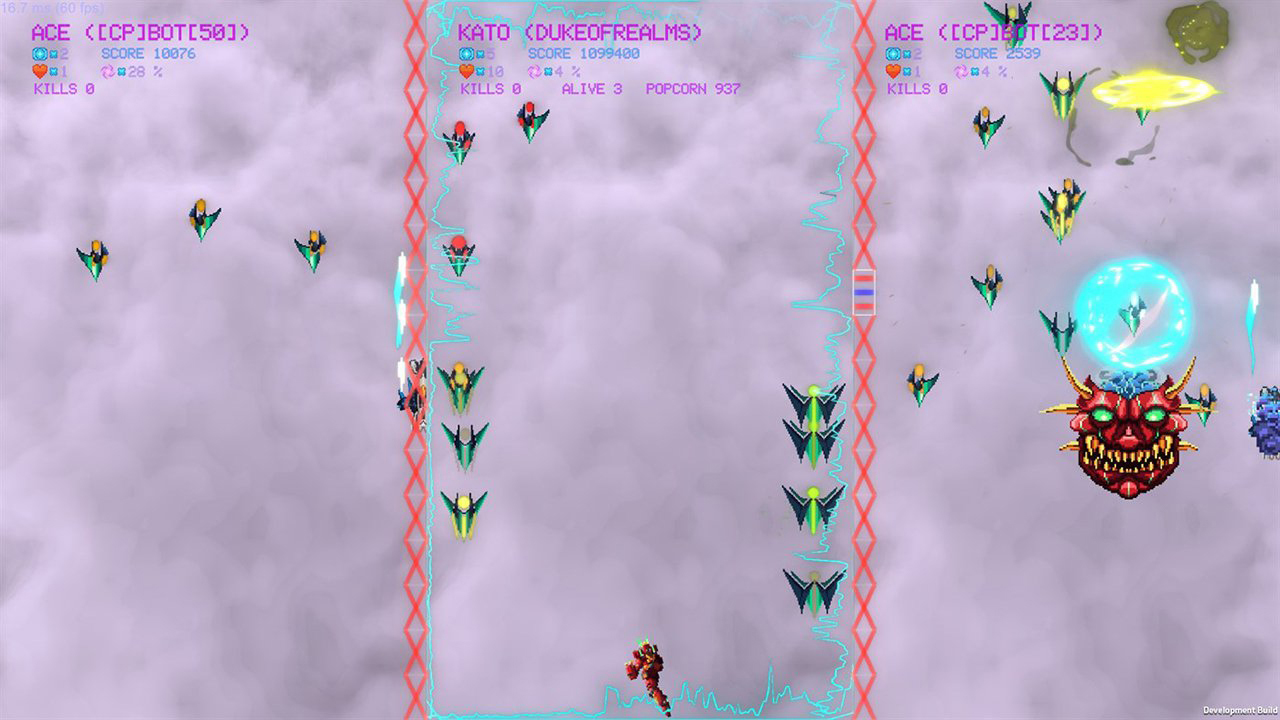 16.7 ms (60 fps)
ACE ([CP]BOT[50])
×2 SCORE 10076
×1 ×28 %
KILLS 0
KATO (DUKEOFREALMS)
×5 SCORE 1099400
×10 ×4 %
KILLS 0 ALIVE 3 POPCORN 937
ACE ([CP]BOT[23])
×2 SCORE 2539
×1 ×4 %
KILLS 0
Development Build